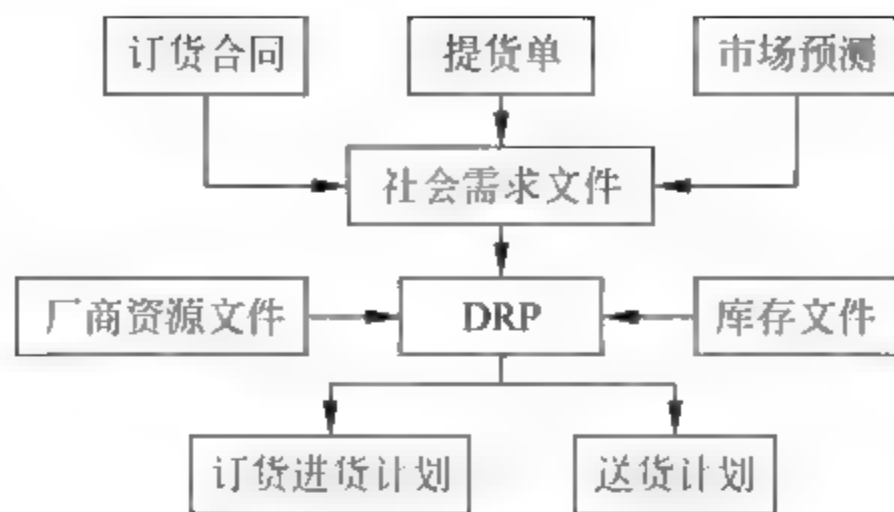 订货合同
提货单
市场预测
社会需求文件
厂商资源文件
DRP
库存文件
订货进货计划
送货计划